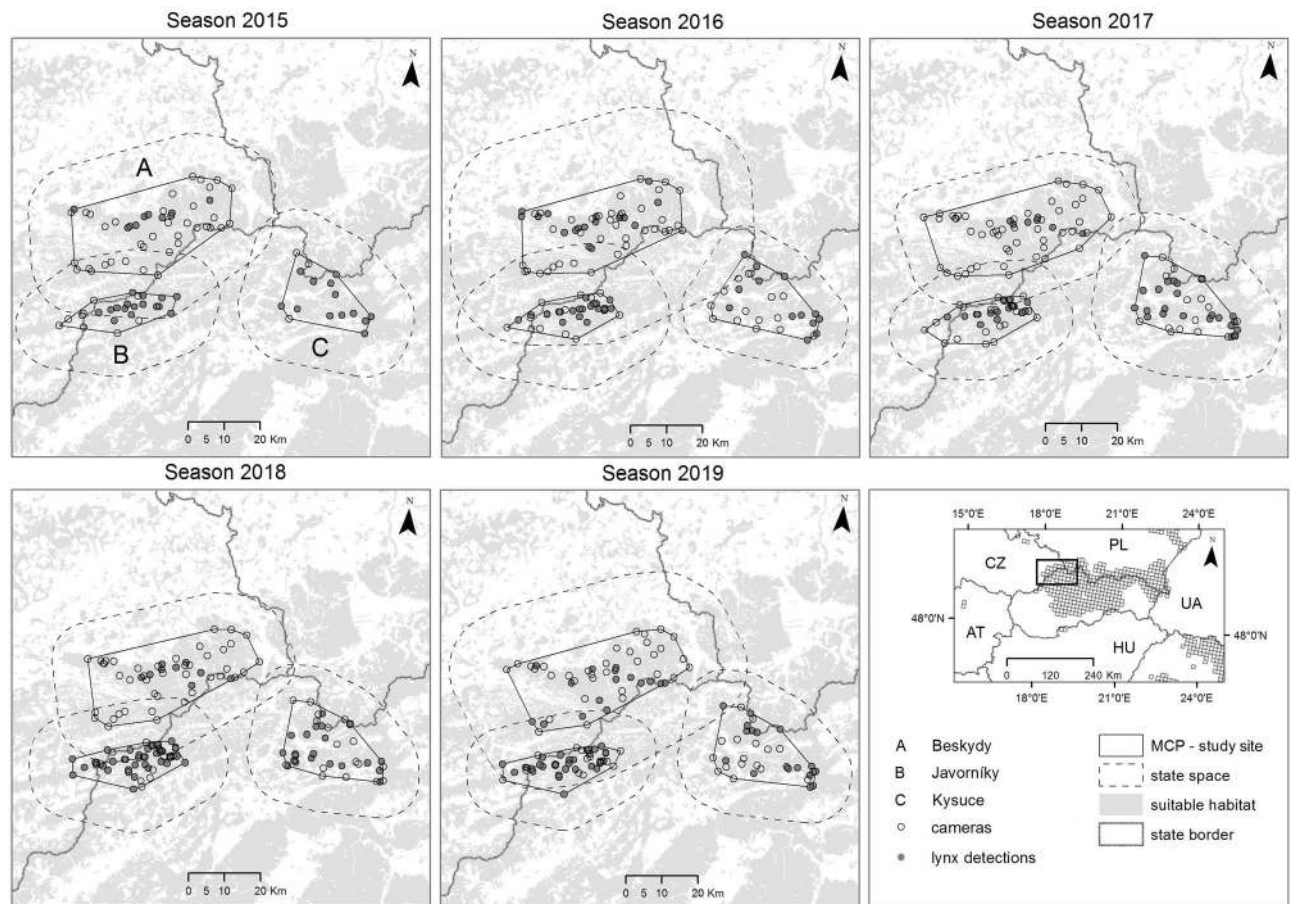 Season 2015
Season 2016
Season 2017
N
A
B
C
0 5 10 20 Km
N
0 5 10 20 Km
N
0 5 10 20 Km
Season 2018
Season 2019
N
0 5 10 20 Km
N
0 5 10 20 Km
15°0'E 18°0'E 21°0'E 24°0'E
N
PL
CZ
UA
48°0'N
48°0'N
AT
HU
0 120 240 Km
18°0'E 21°0'E 24°0'E
A Beskydy
B Javorníky
C Kysuce
cameras
lynx detections
MCP - study site
state space
suitable habitat
state border